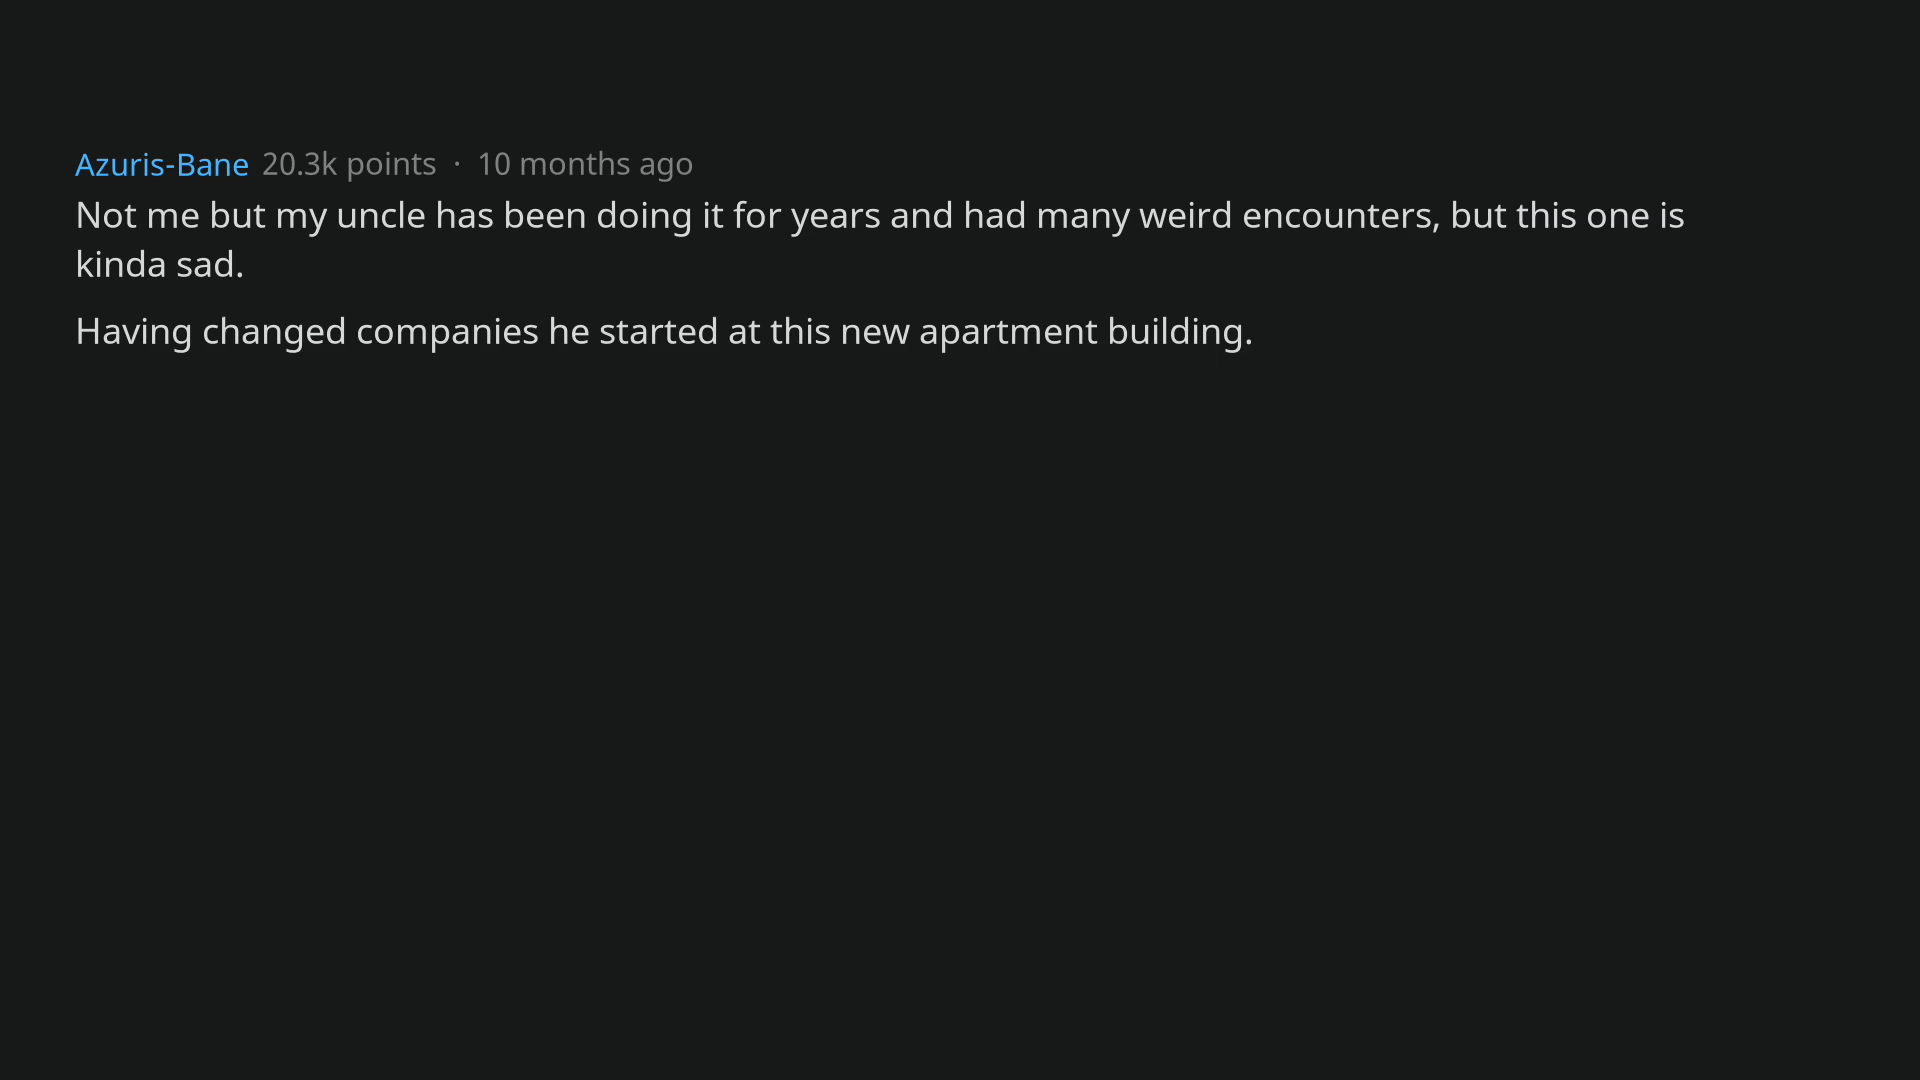 Azuris-Bane 20.3k points · 10 months ago
Not me but my uncle has been doing it for years and had many weird encounters, but this one is
kinda sad.
Having changed companies he started at this new apartment building.